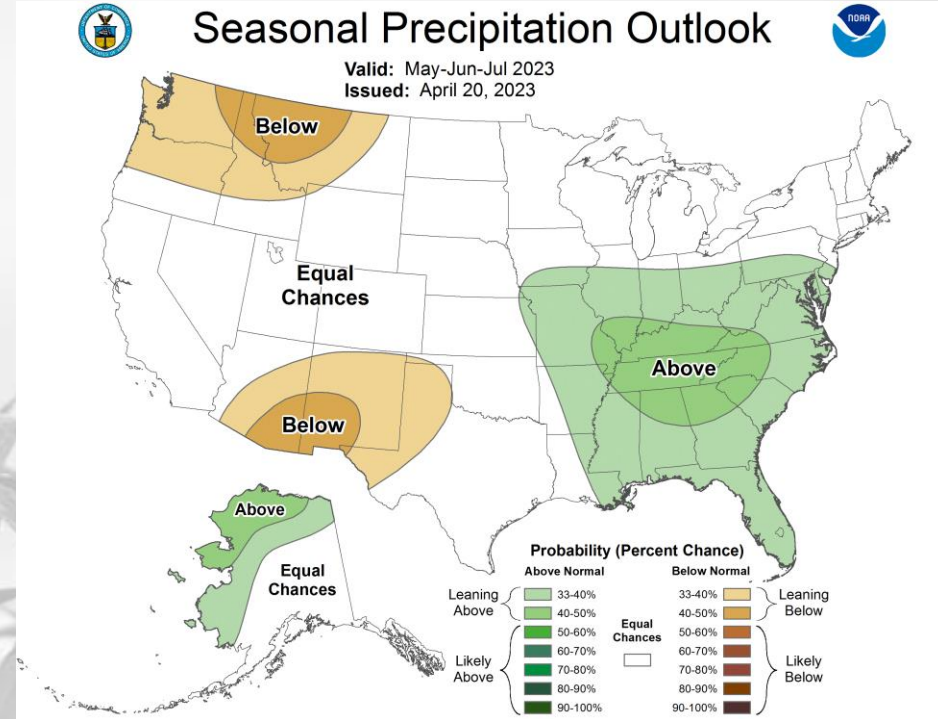 Seasonal Precipitation Outlook
NOAA
Valid: May-Jun-Jul 2023
Issued: April 20, 2023
Below
Equal
Chances
Above
Below
Above
Equal
Chances
Probability (Percent Chance)
Above Normal
Below Normal
Leaning
Above
33-40%
40-50%
50-60%
60-70%
70-80%
80-90%
90-100%
Likely
Above
Equal
Chances
33-40%
40-50%
50-60%
60-70%
70-80%
80-90%
90-100%
Leaning
Below
Likely
Below